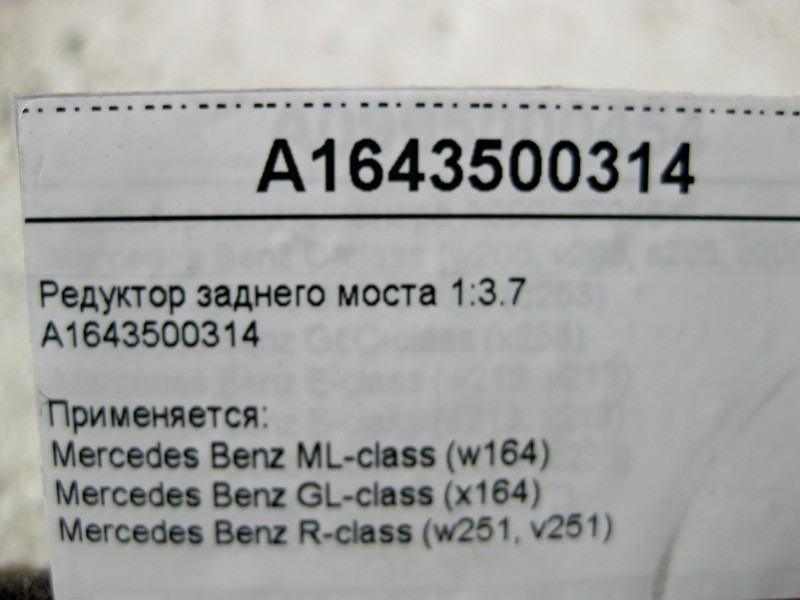 A1643500314
Редуктор заднего моста 1:3.7
A1643500314
Применяется:
Mercedes Benz ML-class (w164)
Mercedes Benz GL-class (x164)
Mercedes Benz R-class (w251, v251)